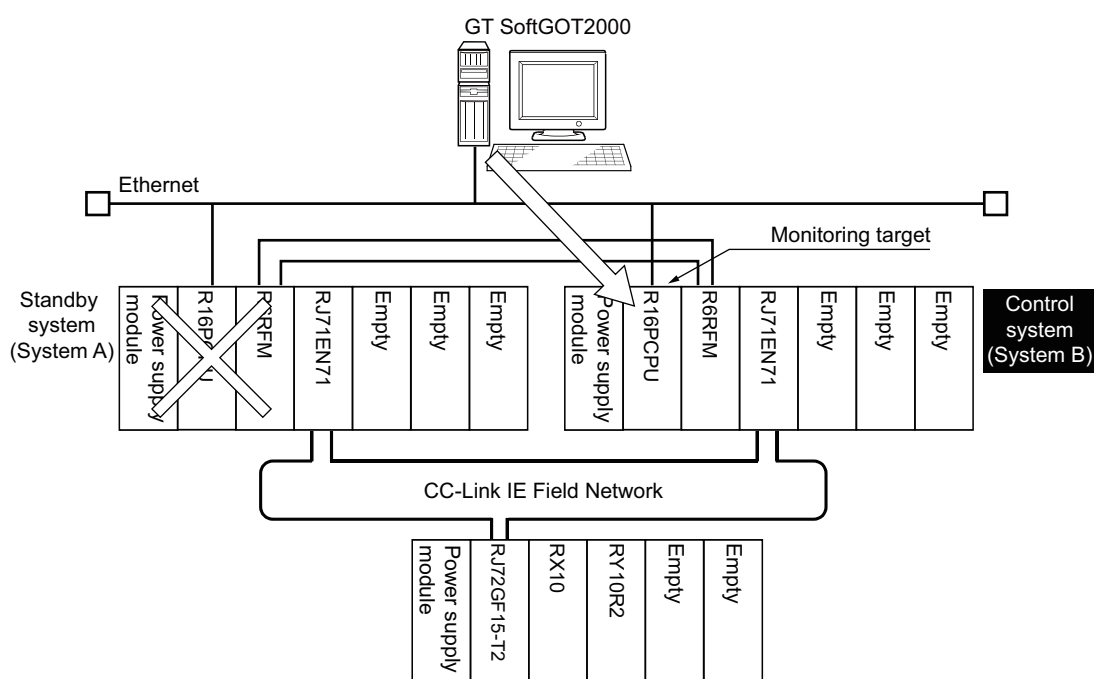 GT SoftGOT2000
Ethernet
Monitoring target
Standby
system
(System A)
Power supply
module
R16PCPU
R6RFM
RJ71EN71
Empty
Empty
Empty
Power supply
module
R16PCPU
R6RFM
RJ71EN71
Empty
Empty
Empty
Control
system
(System B)
CC-Link IE Field Network
Power supply
module
RJ72GF15-T2
RX10
RY10R2
Empty
Empty